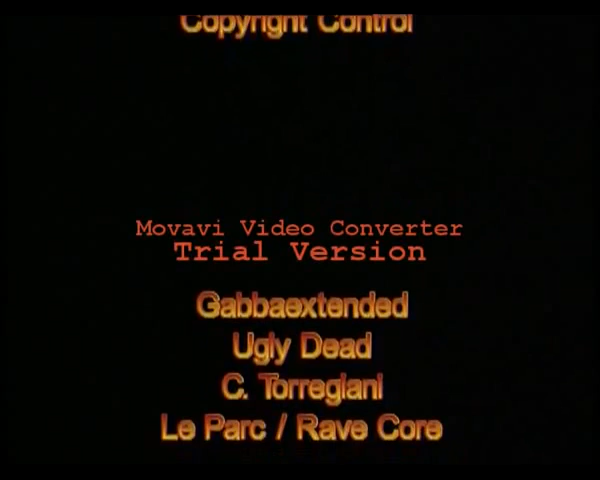 Copyright Control
Movavi Video Converter
Trial Version
Gabbaextended
Ugly Dead
C. Torregiani
Le Parc / Rave Core